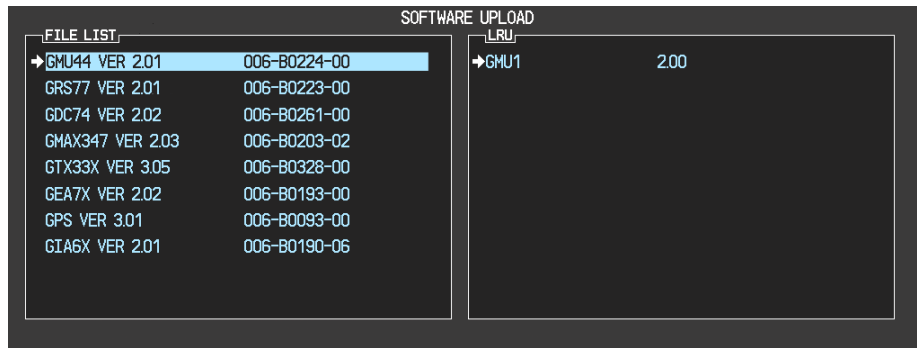 SOFTWARE UPLOAD
FILE LIST
GMU44 VER 2.01 006-B0224-00
GRS77 VER 2.01 006-B0223-00
GDC74 VER 2.02 006-B0261-00
GMAX347 VER 2.03 006-B0203-02
GTX33X VER 3.05 006-B0328-00
GEA7X VER 2.02 006-B0193-00
GPS VER 3.01 006-B0093-00
GIA6X VER 2.01 006-B0190-06
LRU
GMU1 2.00